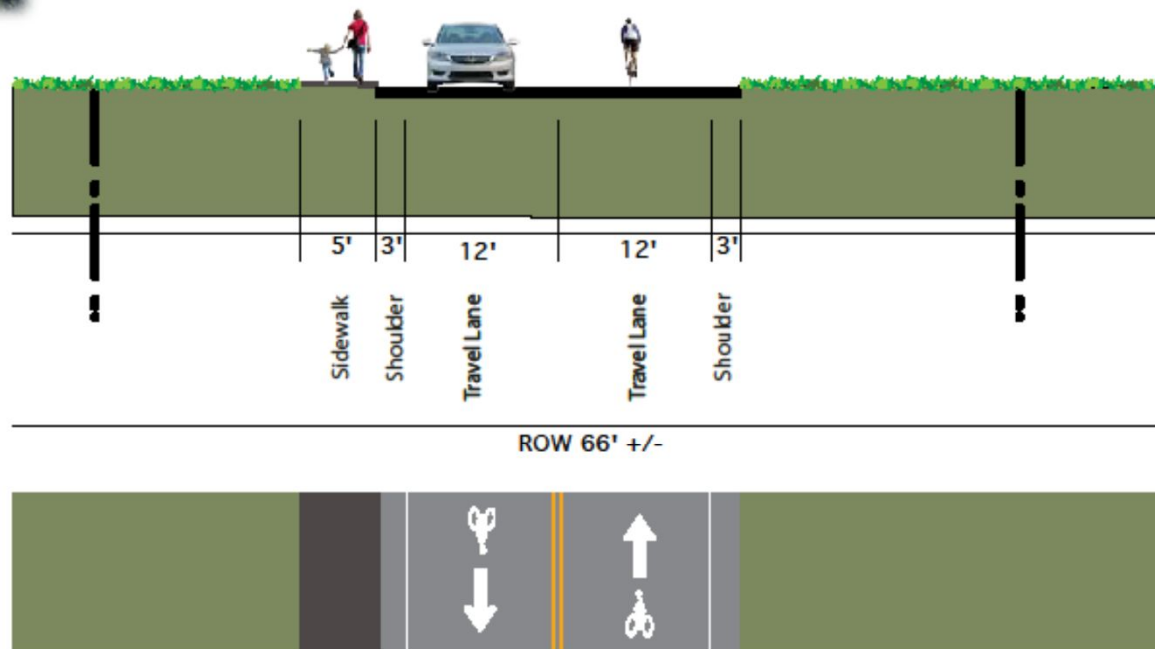 5' 3' 12' 12' 3'
Sidewalk
Shoulder
Travel Lane
Travel Lane
Shoulder
ROW 66' +/-